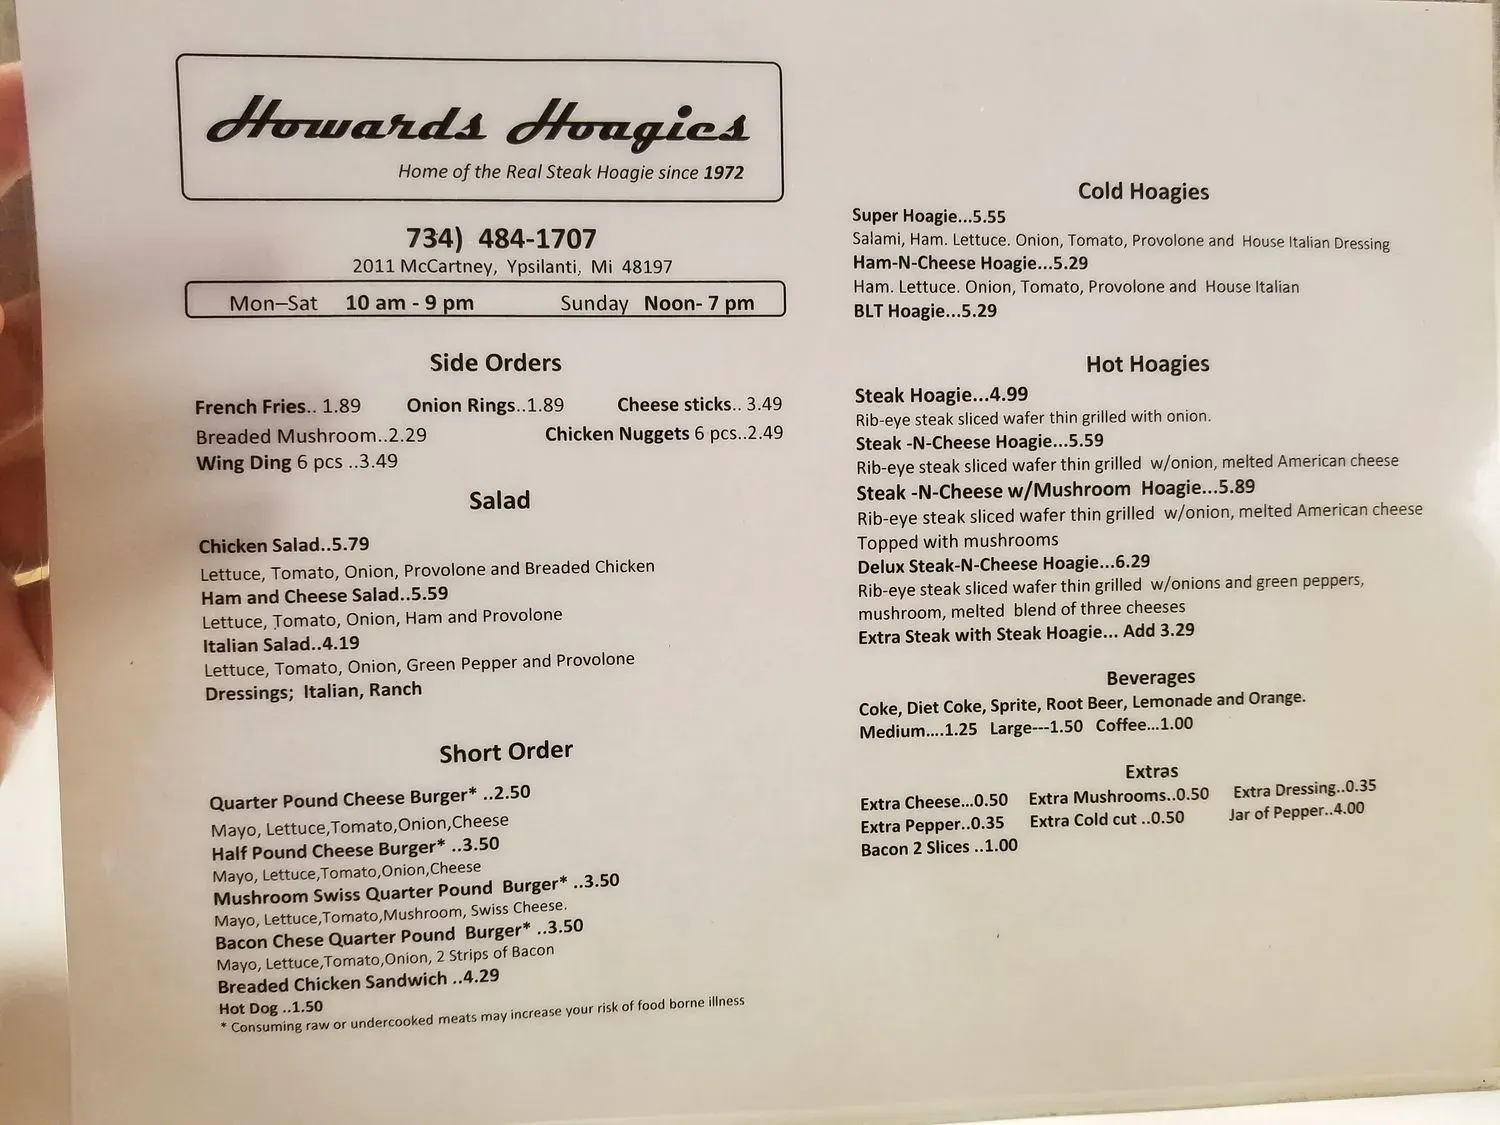 Howards Hoagies
Home of the Real Steak Hoagie since 1972
734) 484-1707
2011 McCartney, Ypsilanti, Mi 48197
Mon–Sat 10 am - 9 pm Sunday Noon- 7 pm
Side Orders
French Fries.. 1.89 Onion Rings..1.89 Cheese sticks.. 3.49
Breaded Mushroom..2.29 Chicken Nuggets 6 pcs..2.49
Wing Ding 6 pcs ..3.49
Salad
Chicken Salad..5.79
Lettuce, Tomato, Onion, Provolone and Breaded Chicken
Ham and Cheese Salad..5.59
Lettuce, Tomato, Onion, Ham and Provolone
Italian Salad..4.19
Lettuce, Tomato, Onion, Green Pepper and Provolone
Dressings; Italian, Ranch
Short Order
Quarter Pound Cheese Burger* ..2.50
Mayo, Lettuce,Tomato,Onion,Cheese
Half Pound Cheese Burger* ..3.50
Mayo, Lettuce,Tomato,Onion,Cheese
Mushroom Swiss Quarter Pound Burger* ..3.50
Mayo, Lettuce,Tomato,Mushroom, Swiss Cheese.
Bacon Chese Quarter Pound Burger* ..3.50
Mayo, Lettuce,Tomato,Onion, 2 Strips of Bacon
Breaded Chicken Sandwich ..4.29
Hot Dog ..1.50
* Consuming raw or undercooked meats may increase your risk of food borne illness
Cold Hoagies
Super Hoagie...5.55
Salami, Ham. Lettuce. Onion, Tomato, Provolone and House Italian Dressing
Ham-N-Cheese Hoagie...5.29
Ham. Lettuce. Onion, Tomato, Provolone and House Italian
BLT Hoagie...5.29
Hot Hoagies
Steak Hoagie...4.99
Rib-eye steak sliced wafer thin grilled with onion.
Steak -N-Cheese Hoagie...5.59
Rib-eye steak sliced wafer thin grilled w/onion, melted American cheese
Steak -N-Cheese w/Mushroom Hoagie...5.89
Rib-eye steak sliced wafer thin grilled w/onion, melted American cheese
Topped with mushrooms
Delux Steak-N-Cheese Hoagie...6.29
Rib-eye steak sliced wafer thin grilled w/onions and green peppers,
mushroom, melted blend of three cheeses
Extra Steak with Steak Hoagie... Add 3.29
Beverages
Coke, Diet Coke, Sprite, Root Beer, Lemonade and Orange.
Medium....1.25 Large---1.50 Coffee...1.00
Extras
Extra Cheese...0.50 Extra Mushrooms..0.50 Extra Dressing..0.35
Extra Pepper..0.35 Extra Cold cut ..0.50 Jar of Pepper..4.00
Bacon 2 Slices ..1.00